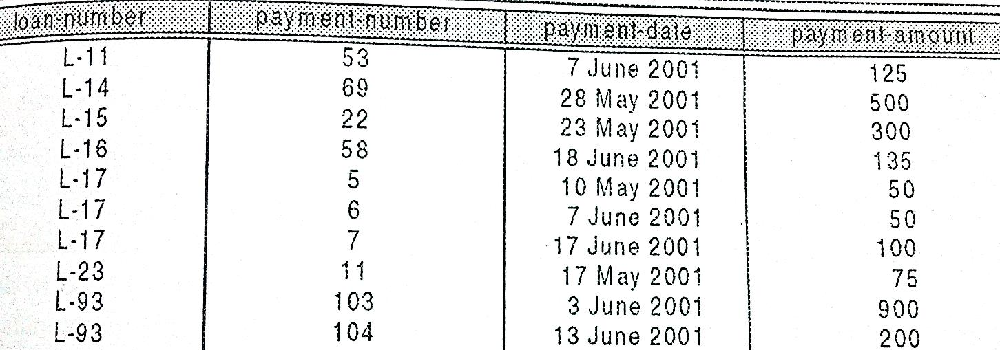 loan-number payment-number payment-date payment-amount
L-11 53 7 June 2001 125
L-14 69 28 May 2001 500
L-15 22 23 May 2001 300
L-16 58 18 June 2001 135
L-17 5 10 May 2001 50
L-17 6 7 June 2001 50
L-17 7 17 June 2001 100
L-23 11 17 May 2001 75
L-93 103 3 June 2001 900
L-93 104 13 June 2001 200